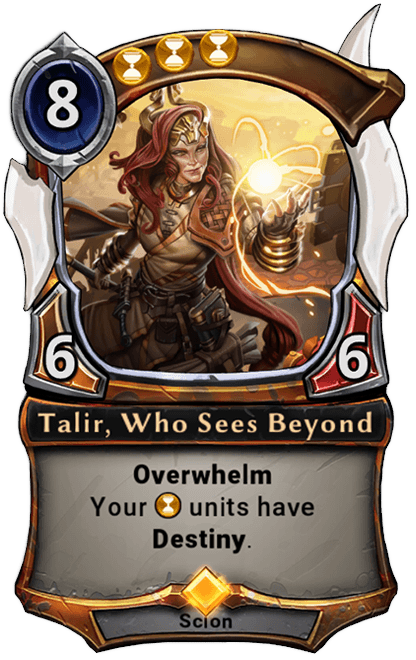 8
6
6
Talir, Who Sees Beyond
Overwhelm
Your units have
Destiny.
Scion